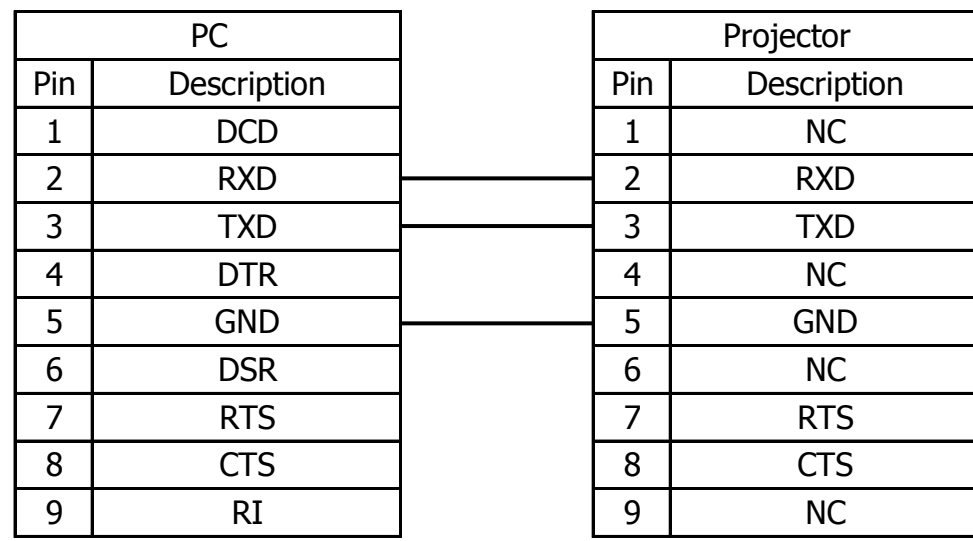 PC Projector
Pin Description Pin Description
1 DCD 1 NC
2 RXD 2 RXD
3 TXD 3 TXD
4 DTR 4 NC
5 GND 5 GND
6 DSR 6 NC
7 RTS 7 RTS
8 CTS 8 CTS
9 RI 9 NC